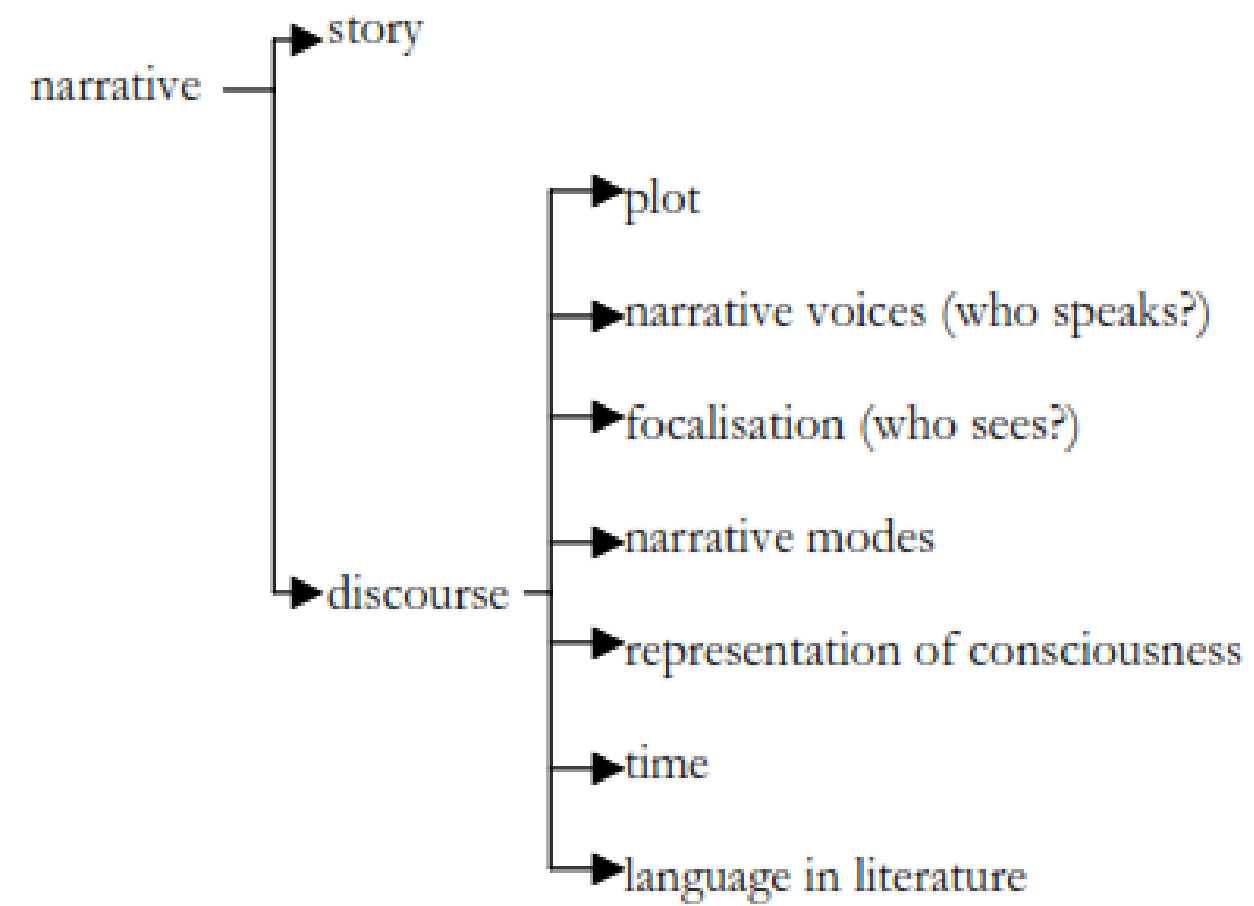 story
narrative
plot
narrative voices (who speaks?)
focalisation (who sees?)
narrative modes
discourse
representation of consciousness
time
language in literature